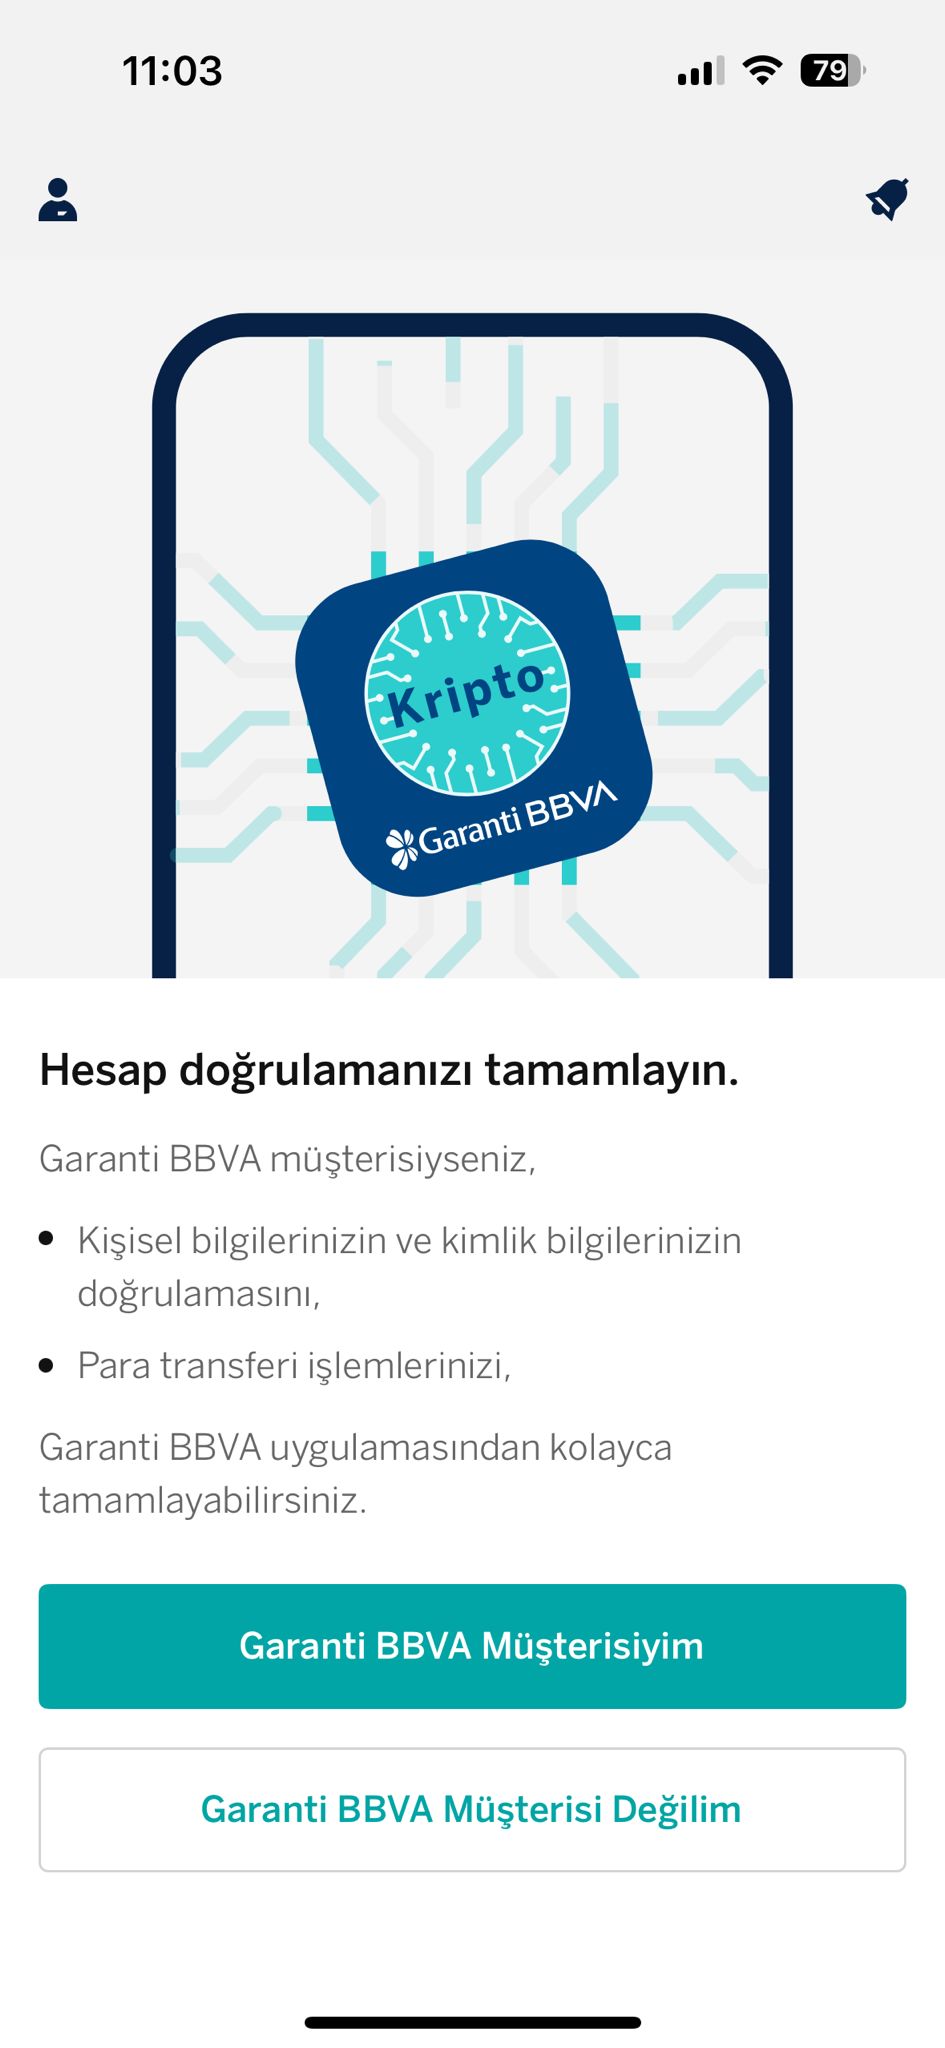 11:03
79
Kripto
Garanti BBVA
Hesap doğrulamanızı tamamlayın.
Garanti BBVA müşterisiyseniz,
• Kişisel bilgilerinizin ve kimlik bilgilerinizin
doğrulamasını,
• Para transferi işlemlerinizi,
Garanti BBVA uygulamasından kolayca
tamamlayabilirsiniz.
Garanti BBVA Müşterisiyim
Garanti BBVA Müşterisi Değilim